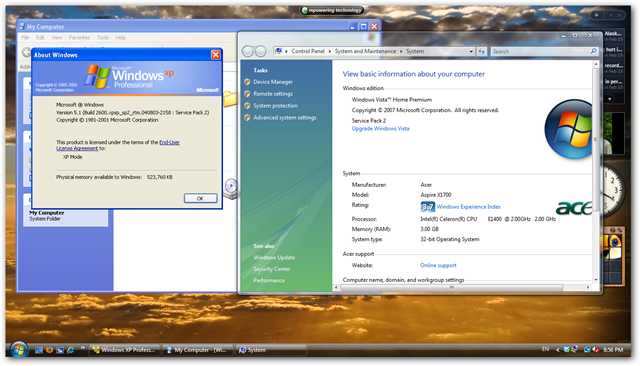 empowering technology
My Computer
File Edit View Favorites Tools Help
About Windows
Copyright © 1985-2001
Microsoft Corporation
Microsoft
Windows xp
Professional
Microsoft
Microsoft ® Windows
Version 5.1 (Build 2600.xpsp_sp2_rtm.040803-2158 : Service Pack 2)
Copyright © 1981-2001 Microsoft Corporation
This product is licensed under the terms of the End-User
License Agreement to:
XP Mode
Physical memory available to Windows: 523,760 KB
OK
My Computer
System Folder
Control Panel System and Maintenance System
Search
Tasks
Device Manager
Remote settings
System protection
Advanced system settings
See also
Windows Update
Security Center
Performance
View basic information about your computer
Windows edition
Windows Vista™ Home Premium
Copyright © 2007 Microsoft Corporation. All rights reserved.
Service Pack 2
Upgrade Windows Vista
System
Manufacturer: Acer
Model: Aspire X1700
Rating: 3.7 Windows Experience Index
Processor: Intel(R) Celeron(R) CPU E1400 @ 2.00GHz 2.00 GHz
Memory (RAM): 3.00 GB
System type: 32-bit Operating System
acer
Acer support
Website: Online support
Computer name, domain, and workgroup settings
Windows XP Profess...
My Computer - [Wi...
System
EN
8:56 PM